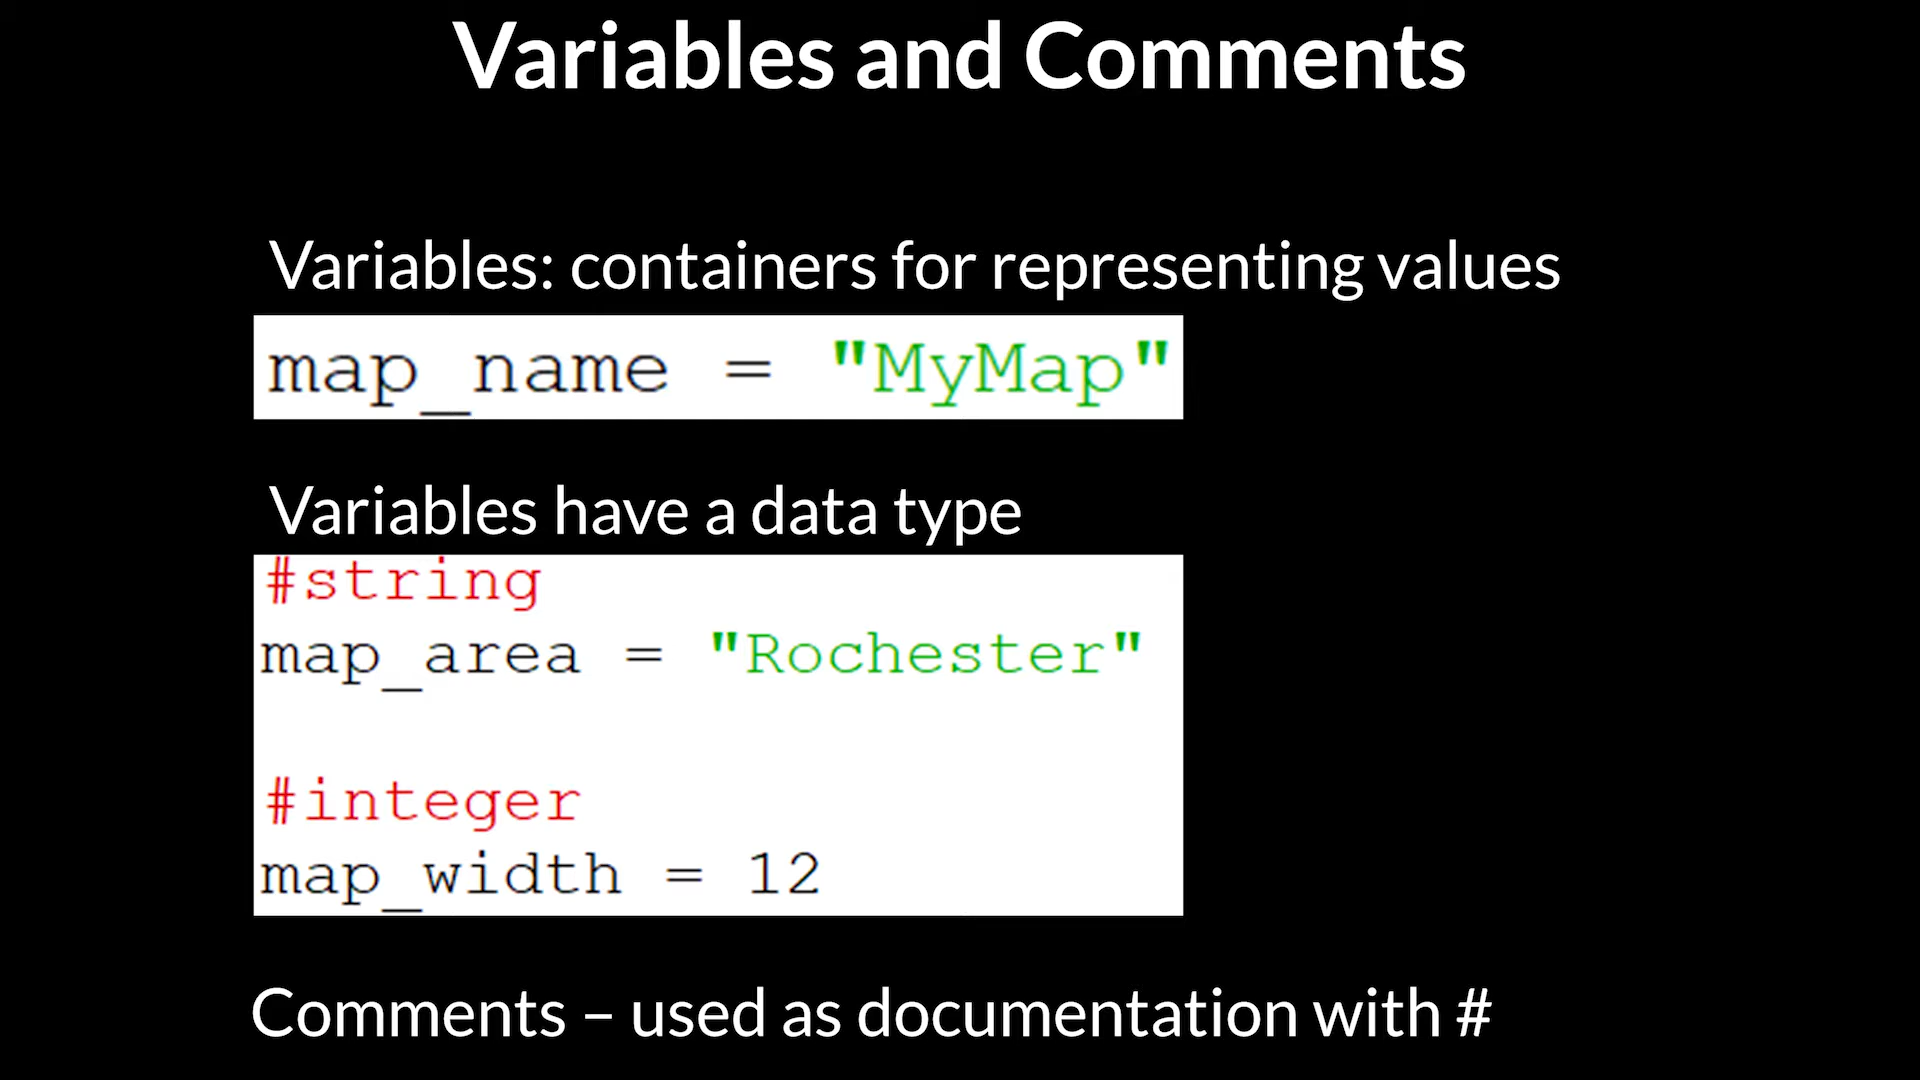 Variables and Comments
Variables: containers for representing values
map_name = "MyMap"
Variables have a data type
#string
map_area = "Rochester"
#integer
map_width = 12
Comments – used as documentation with #